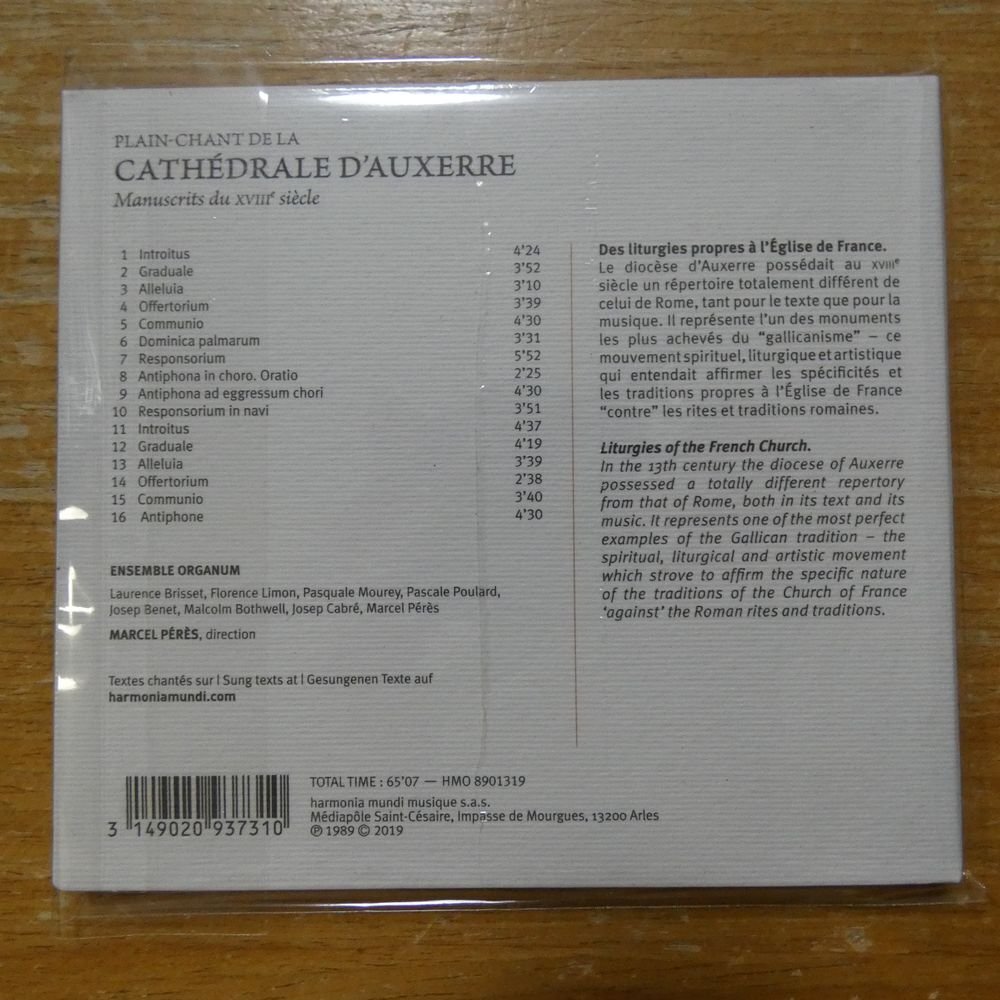 PLAIN-CHANT DE LA
CATHÉDRALE D'AUXERRE
Manuscrits du XVIIIe siècle
1 Introitus 4'24
2 Graduale 3'52
3 Alleluia 3'10
4 Offertorium 3'39
5 Communio 4'30
6 Dominica palmarum 3'31
7 Responsorium 5'52
8 Antiphona in choro. Oratio 2'25
9 Antiphona ad eggressum chori 4'30
10 Responsorium in navi 3'51
11 Introitus 4'37
12 Graduale 4'19
13 Alleluia 3'39
14 Offertorium 2'38
15 Communio 3'40
16 Antiphone 4'30
ENSEMBLE ORGANUM
Laurence Brisset, Florence Limon, Pasquale Mourey, Pascale Poulard,
Josep Benet, Malcolm Bothwell, Josep Cabré, Marcel Pérès
MARCEL PÉRÈS, direction
Textes chantés sur | Sung texts at | Gesungenen Texte auf
harmoniamundi.com
Des liturgies propres à l'Église de France.
Le diocèse d'Auxerre possédait au XVIIIe
siècle un répertoire totalement différent de
celui de Rome, tant pour le texte que pour la
musique. Il représente l'un des monuments
les plus achevés du "gallicanisme" – ce
mouvement spirituel, liturgique et artistique
qui entendait affirmer les spécificités et
les traditions propres à l'Église de France
"contre" les rites et traditions romaines.
Liturgies of the French Church.
In the 13th century the diocese of Auxerre
possessed a totally different repertory
from that of Rome, both in its text and its
music. It represents one of the most perfect
examples of the Gallican tradition – the
spiritual, liturgical and artistic movement
which strove to affirm the specific nature
of the traditions of the Church of France
'against' the Roman rites and traditions.
3 149020 937310
TOTAL TIME : 65'07 — HMO 8901319
harmonia mundi musique s.a.s.
Médiapôle Saint-Césaire, Impasse de Mourgues, 13200 Arles
℗ 1989 © 2019